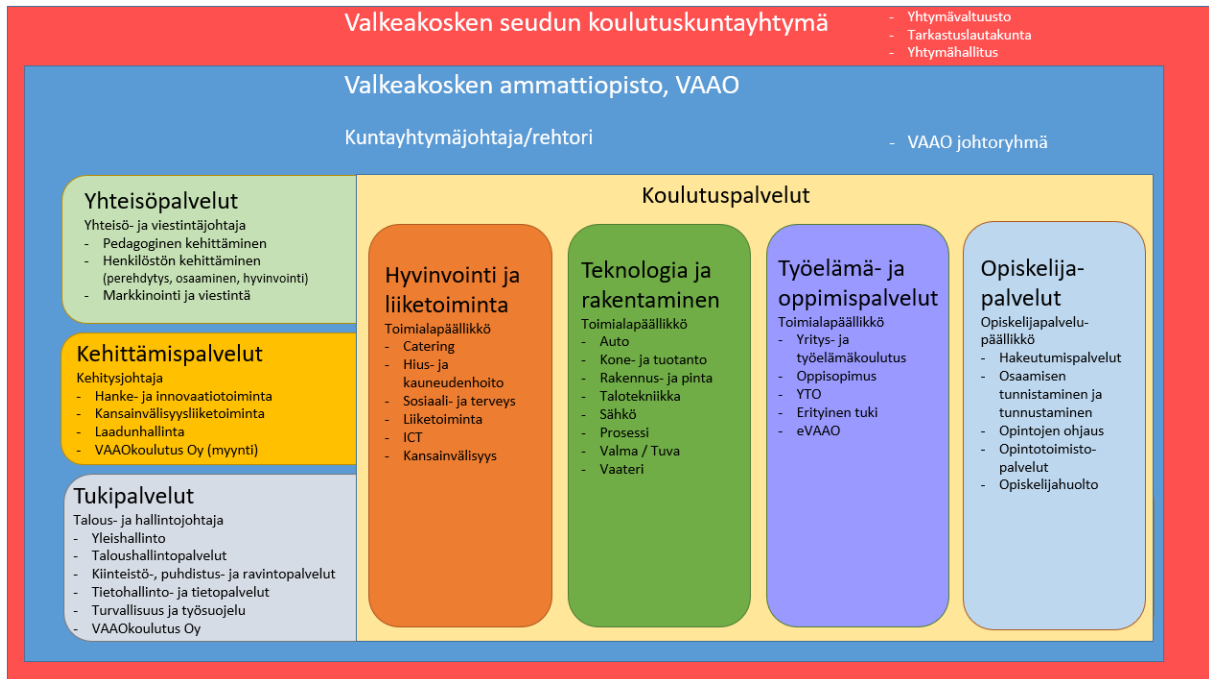 Valkeakosken seudun koulutuskuntayhtymä
- Yhtymävaltuusto
- Tarkastuslautakunta
- Yhtymähallitus
Valkeakosken ammattiopisto, VAAO
Kuntayhtymäjohtaja/rehtori
- VAAO johtoryhmä
Yhteisöpalvelut
Yhteisö- ja viestintäjohtaja
- Pedagoginen kehittäminen
- Henkilöstön kehittäminen
(perehdytys, osaaminen, hyvinvointi)
- Markkinointi ja viestintä
Kehittämispalvelut
Kehitysjohtaja
- Hanke- ja innovaatiotoiminta
- Kansainvälisyysliiketoiminta
- Laadunhallinta
- VAAOkoulutus Oy (myynti)
Tukipalvelut
Talous- ja hallintojohtaja
- Yleishallinto
- Taloushallintopalvelut
- Kiinteistö-, puhdistus- ja ravintopalvelut
- Tietohallinto- ja tietopalvelut
- Turvallisuus ja työsuojelu
- VAAOkoulutus Oy
Koulutuspalvelut
Hyvinvointi ja
liiketoiminta
Toimialapäällikkö
- Catering
- Hius- ja
kauneudenhoito
- Sosiaali- ja terveys
- Liiketoiminta
- ICT
- Kansainvälisyys
Teknologia ja
rakentaminen
Toimialapäällikkö
- Auto
- Kone- ja tuotanto
- Rakennus- ja pinta
- Talotekniikka
- Sähkö
- Prosessi
- Valma / Tuva
- Vaateri
Työelämä- ja
oppimispalvelut
Toimialapäällikkö
- Yritys- ja
työelämäkoulutus
- Oppisopimus
- YTO
- Erityinen tuki
- eVAAO
Opiskelija-
palvelut
Opiskelijapalvelu-
päällikkö
- Hakeutumispalvelut
- Osaamisen
tunnistaminen ja
tunnustaminen
- Opintojen ohjaus
- Opintotoimisto-
palvelut
- Opiskelijahuolto